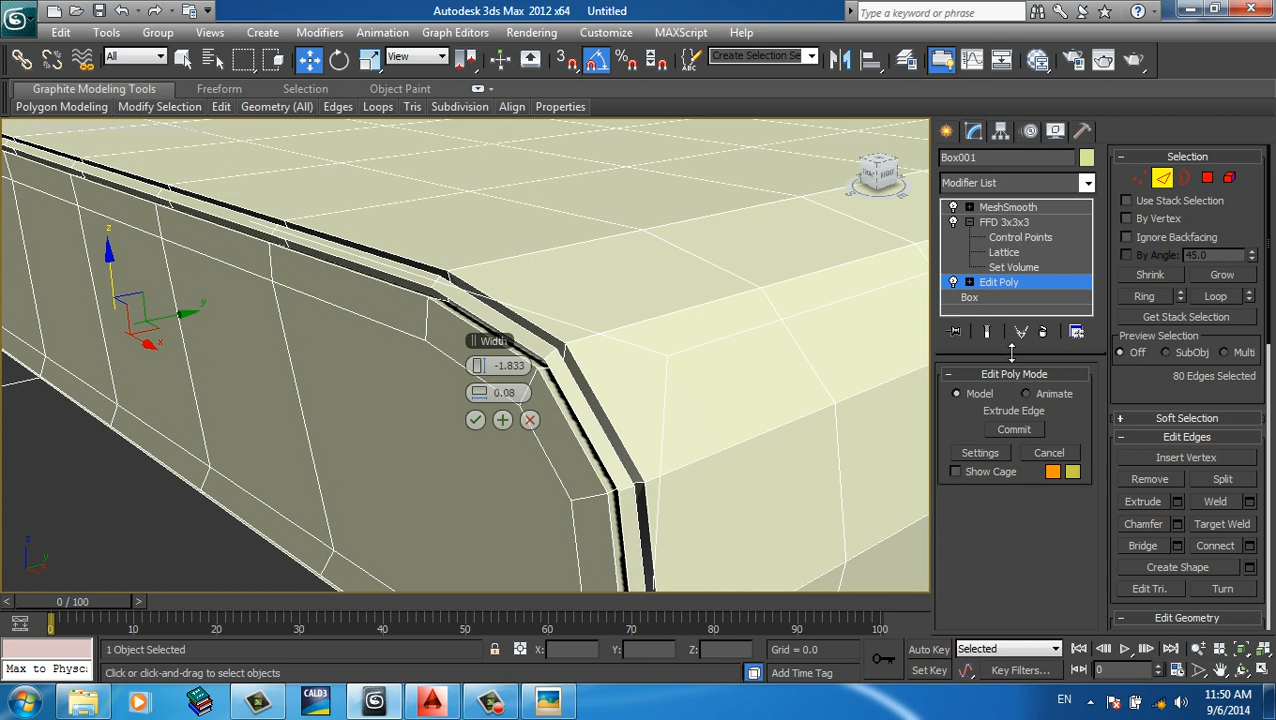 Autodesk 3ds Max 2012 x64 Untitled
Type a keyword or phrase
Edit Tools Group Views Create Modifiers Animation Graph Editors Rendering Customize MAXScript Help
All View 3 Create Selection Se
Graphite Modeling Tools Freeform Selection Object Paint
Polygon Modeling Modify Selection Edit Geometry (All) Edges Loops Tris Subdivision Align Properties
Box001
Modifier List
MeshSmooth
FFD 3x3x3
Control Points
Lattice
Set Volume
Edit Poly
Box
Edit Poly Mode
Model Animate
Extrude Edge
Commit
Settings Cancel
Show Cage
Selection
Use Stack Selection
By Vertex
Ignore Backfacing
By Angle: 45.0
Shrink Grow
Ring Loop
Get Stack Selection
Preview Selection
Off SubObj Multi
80 Edges Selected
Soft Selection
Edit Edges
Insert Vertex
Remove Split
Extrude Weld
Chamfer Target Weld
Bridge Connect
Create Shape
Edit Tri. Turn
Edit Geometry
RIGHT
z
y
x
Width
-1.833
0.08
z
y
x
0 / 100
0 10 20 30 40 50 60 70 80 90 100
1 Object Selected X: Y: Z: Grid = 0.0 Auto Key Selected
Max to Physc Click or click-and-drag to select objects Add Time Tag Set Key Key Filters... 0
CALD3 EN 11:50 AM
9/6/2014